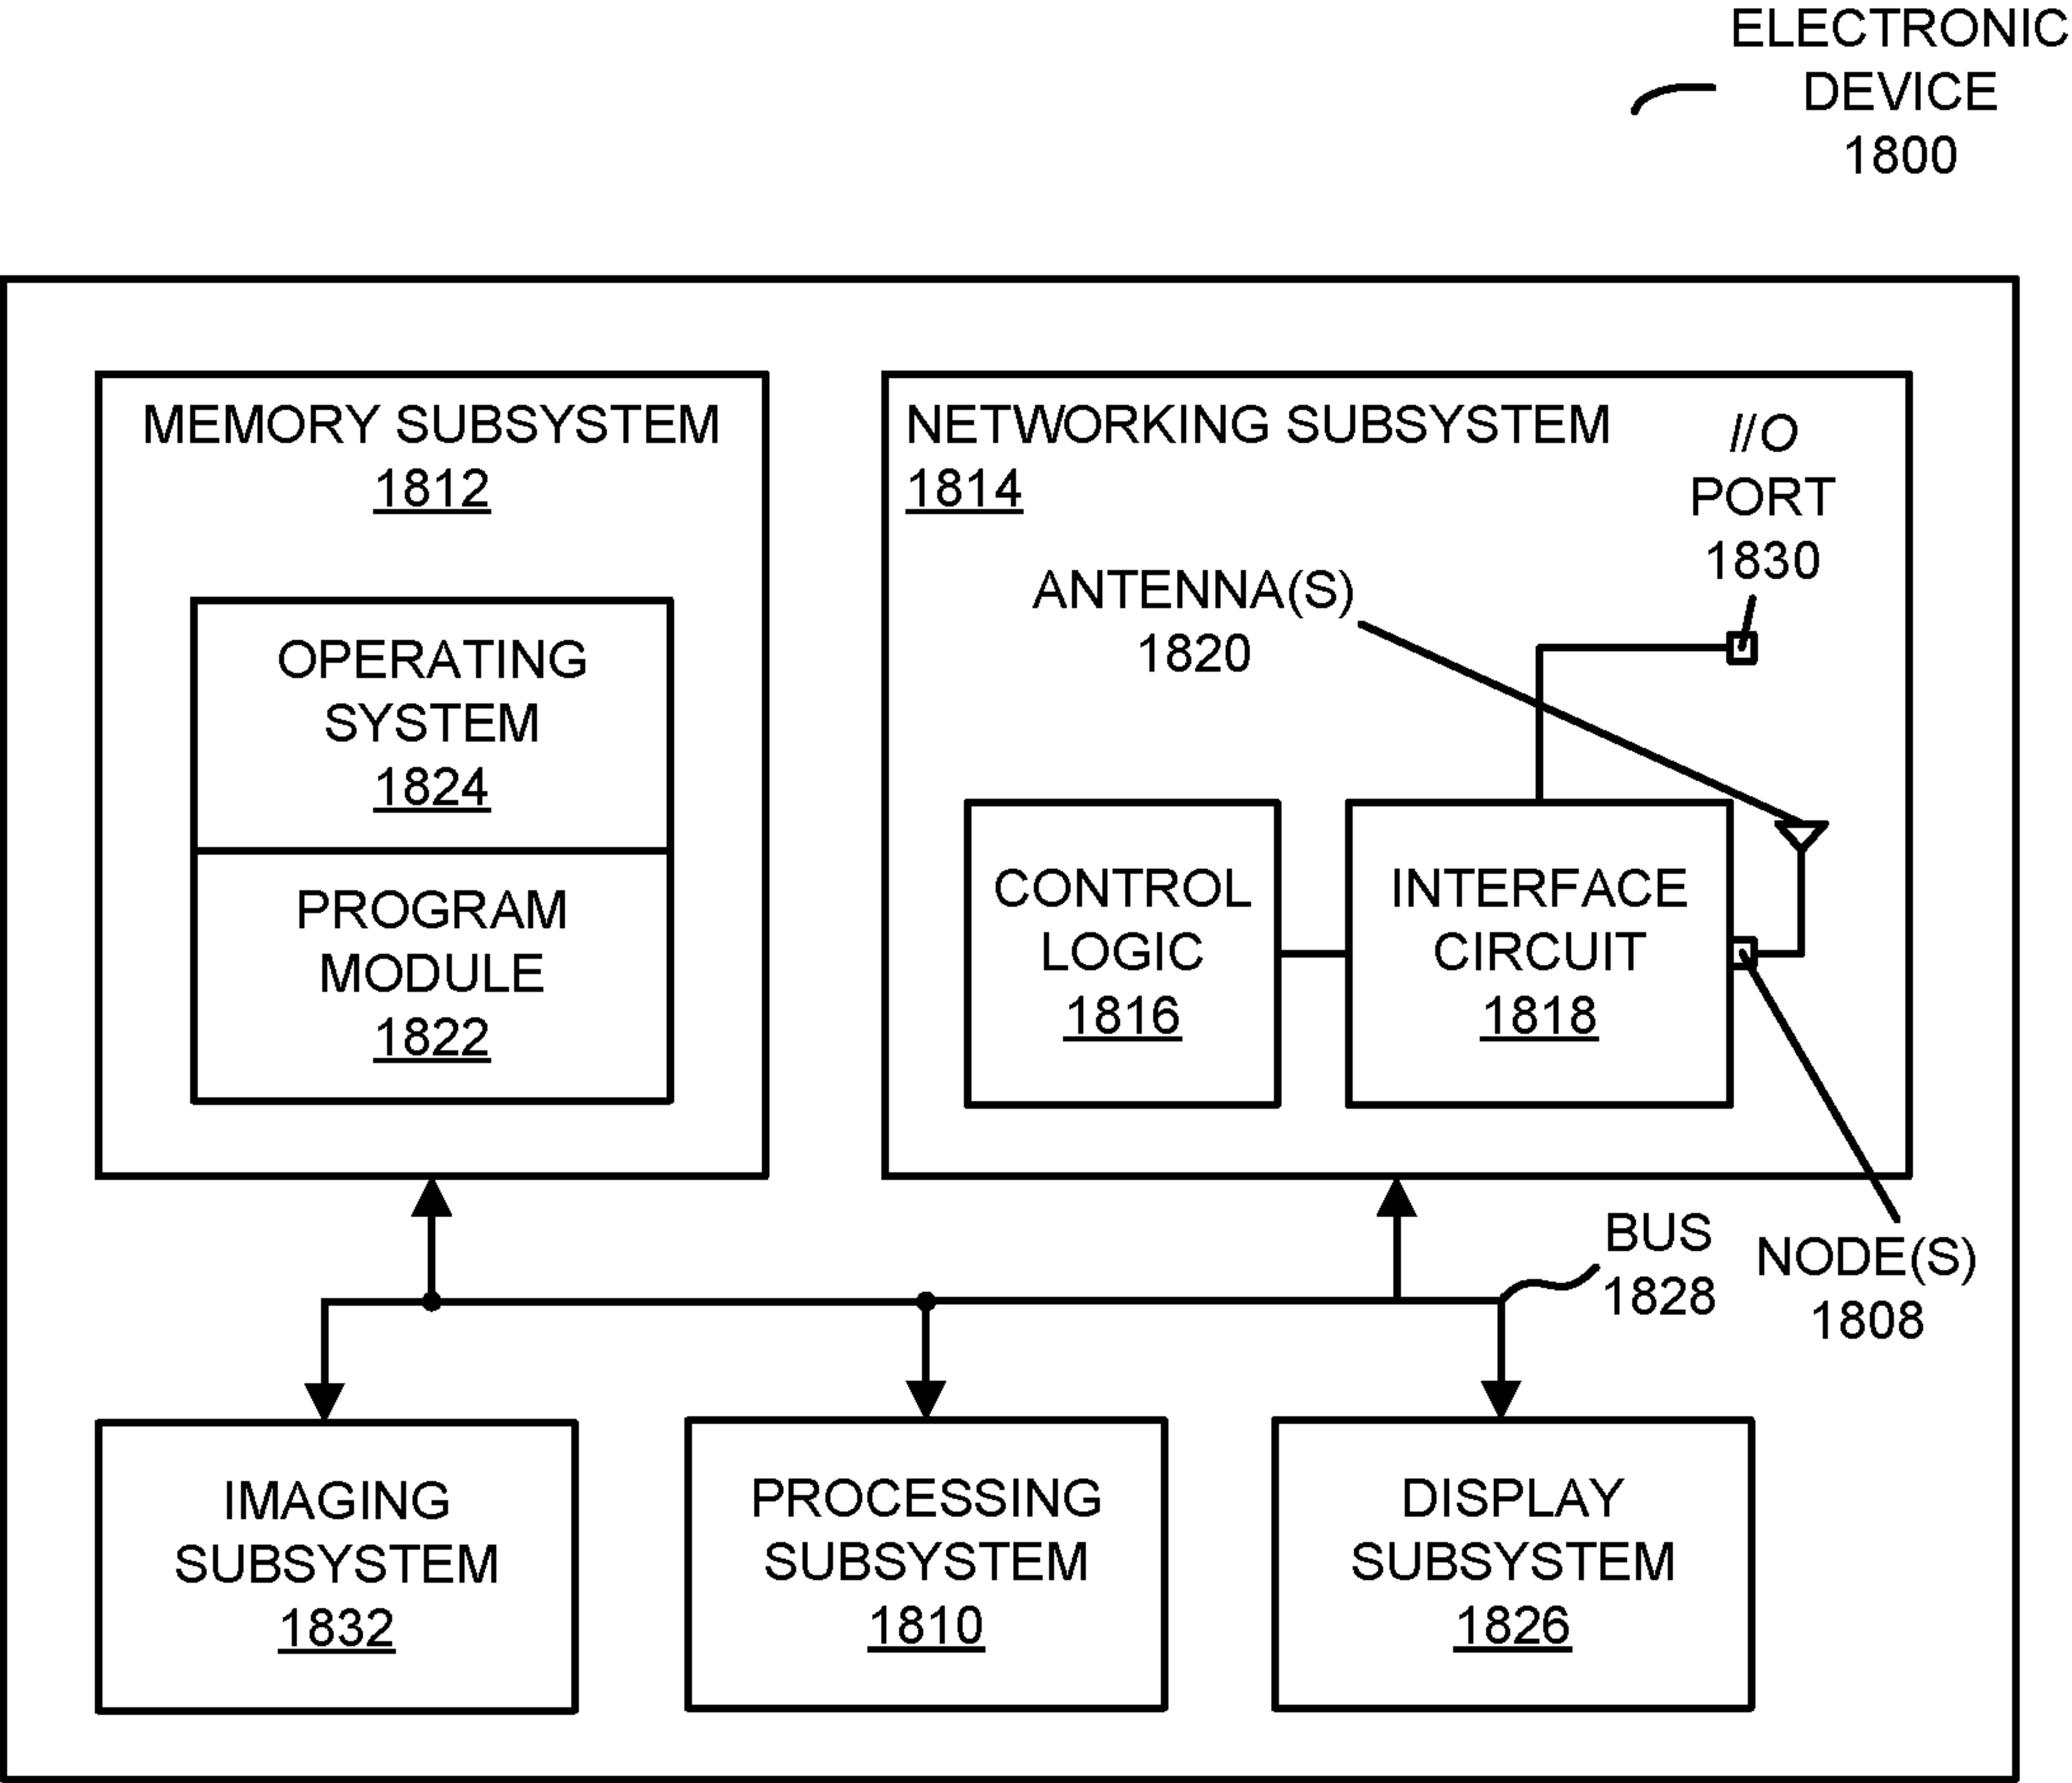 ELECTRONIC
DEVICE
1800
MEMORY SUBSYSTEM
1812
OPERATING
SYSTEM
1824
PROGRAM
MODULE
1822
NETWORKING SUBSYSTEM
1814
I/O
PORT
1830
ANTENNA(S)
1820
CONTROL
LOGIC
1816
INTERFACE
CIRCUIT
1818
BUS
1828
NODE(S)
1808
IMAGING
SUBSYSTEM
1832
PROCESSING
SUBSYSTEM
1810
DISPLAY
SUBSYSTEM
1826